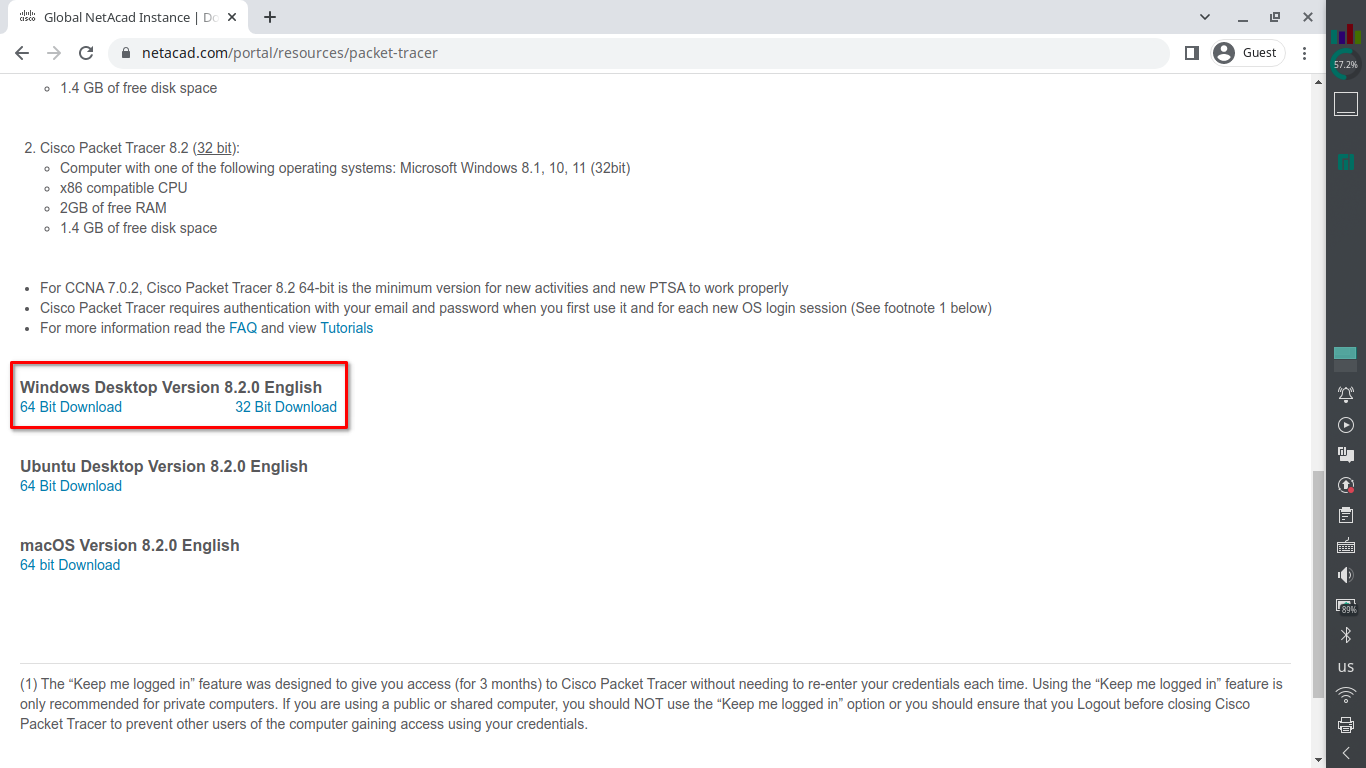 Global NetAcad Instance | Do
netacad.com/portal/resources/packet-tracer
Guest
57.2%
1.4 GB of free disk space
2. Cisco Packet Tracer 8.2 (32 bit):
Computer with one of the following operating systems: Microsoft Windows 8.1, 10, 11 (32bit)
x86 compatible CPU
2GB of free RAM
1.4 GB of free disk space
For CCNA 7.0.2, Cisco Packet Tracer 8.2 64-bit is the minimum version for new activities and new PTSA to work properly
Cisco Packet Tracer requires authentication with your email and password when you first use it and for each new OS login session (See footnote 1 below)
For more information read the FAQ and view Tutorials
Windows Desktop Version 8.2.0 English
64 Bit Download 32 Bit Download
Ubuntu Desktop Version 8.2.0 English
64 Bit Download
macOS Version 8.2.0 English
64 bit Download
89%
us
(1) The “Keep me logged in” feature was designed to give you access (for 3 months) to Cisco Packet Tracer without needing to re-enter your credentials each time. Using the “Keep me logged in” feature is
only recommended for private computers. If you are using a public or shared computer, you should NOT use the “Keep me logged in” option or you should ensure that you Logout before closing Cisco
Packet Tracer to prevent other users of the computer gaining access using your credentials.